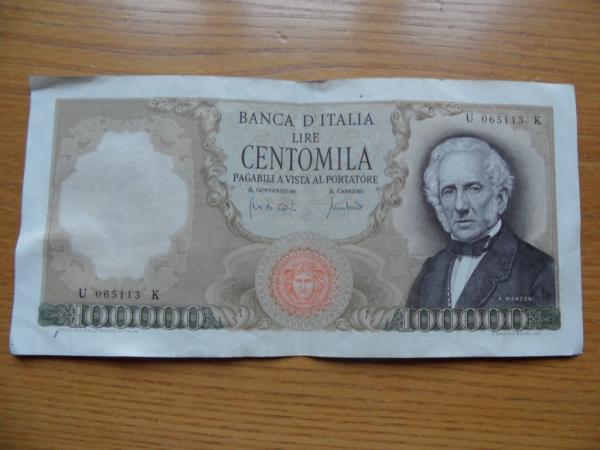 BANCA D'ITALIA
LIRE
CENTOMILA
PAGABILI A VISTA AL PORTATORE
IL GOVERNATORE IL CASSIERE
U 065113 K
U 065113 K
A. MANZONI
100000 100000